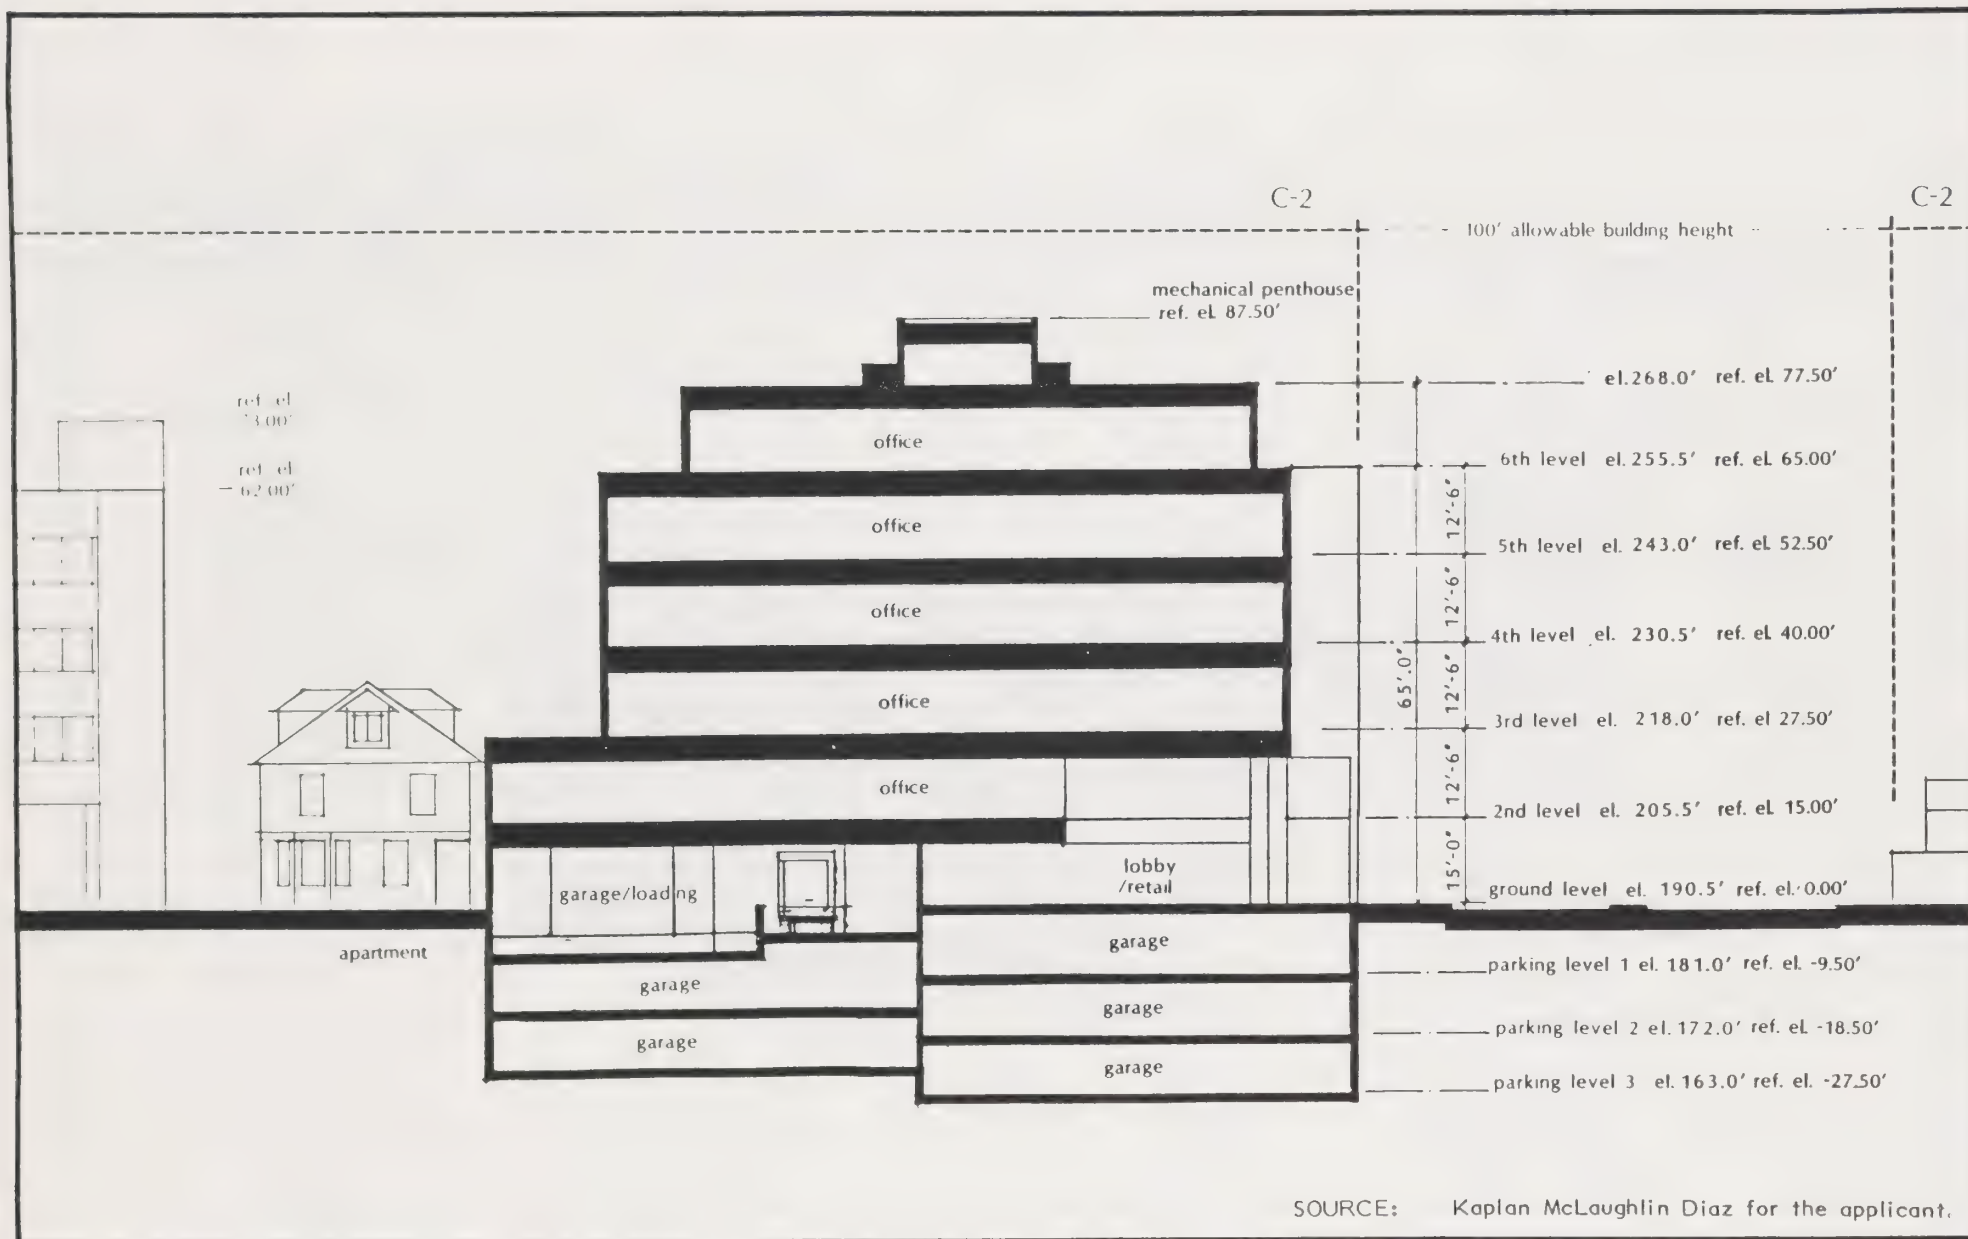 C-2
C-2
100' allowable building height
mechanical penthouse
ref. el. 87.50'
el. 268.0' ref. el. 77.50'
ref. el.
ref. el.
62.00'
office
6th level el. 255.5' ref. el. 65.00'
12'-6"
office
5th level el. 243.0' ref. el. 52.50'
12'-6"
office
4th level el. 230.5' ref. el. 40.00'
65'.0"
12'-6"
office
3rd level el. 218.0' ref. el. 27.50'
12'-6"
office
2nd level el. 205.5' ref. el. 15.00'
15'-0"
garage/loading
lobby
/retail
ground level el. 190.5' ref. el. 0.00'
apartment
garage
parking level 1 el. 181.0' ref. el. -9.50'
garage
garage
parking level 2 el. 172.0' ref. el. -18.50'
garage
garage
parking level 3 el. 163.0' ref. el. -27.50'
SOURCE: Kaplan McLaughlin Diaz for the applicant.